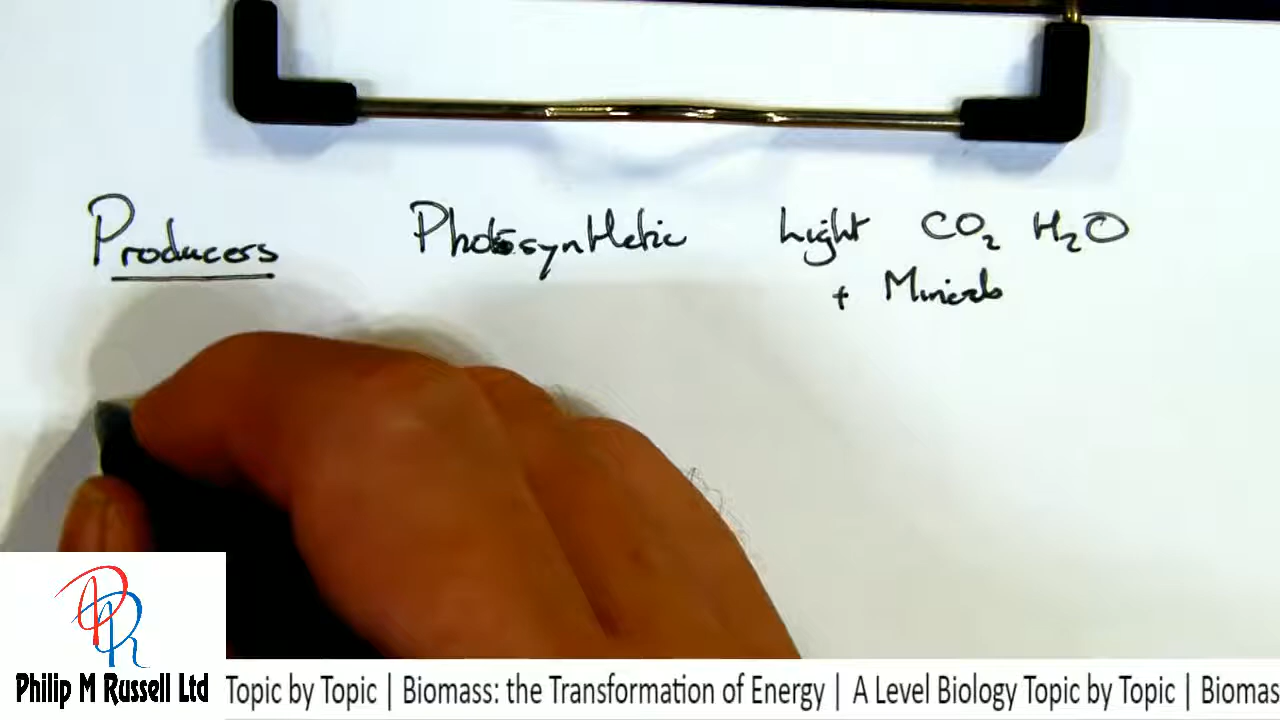 Producers Photosynthetic Light CO₂ H₂O
+ Minerals
Philip M Russell Ltd
Topic by Topic | Biomass: the Transformation of Energy | A Level Biology Topic by Topic | Biomas